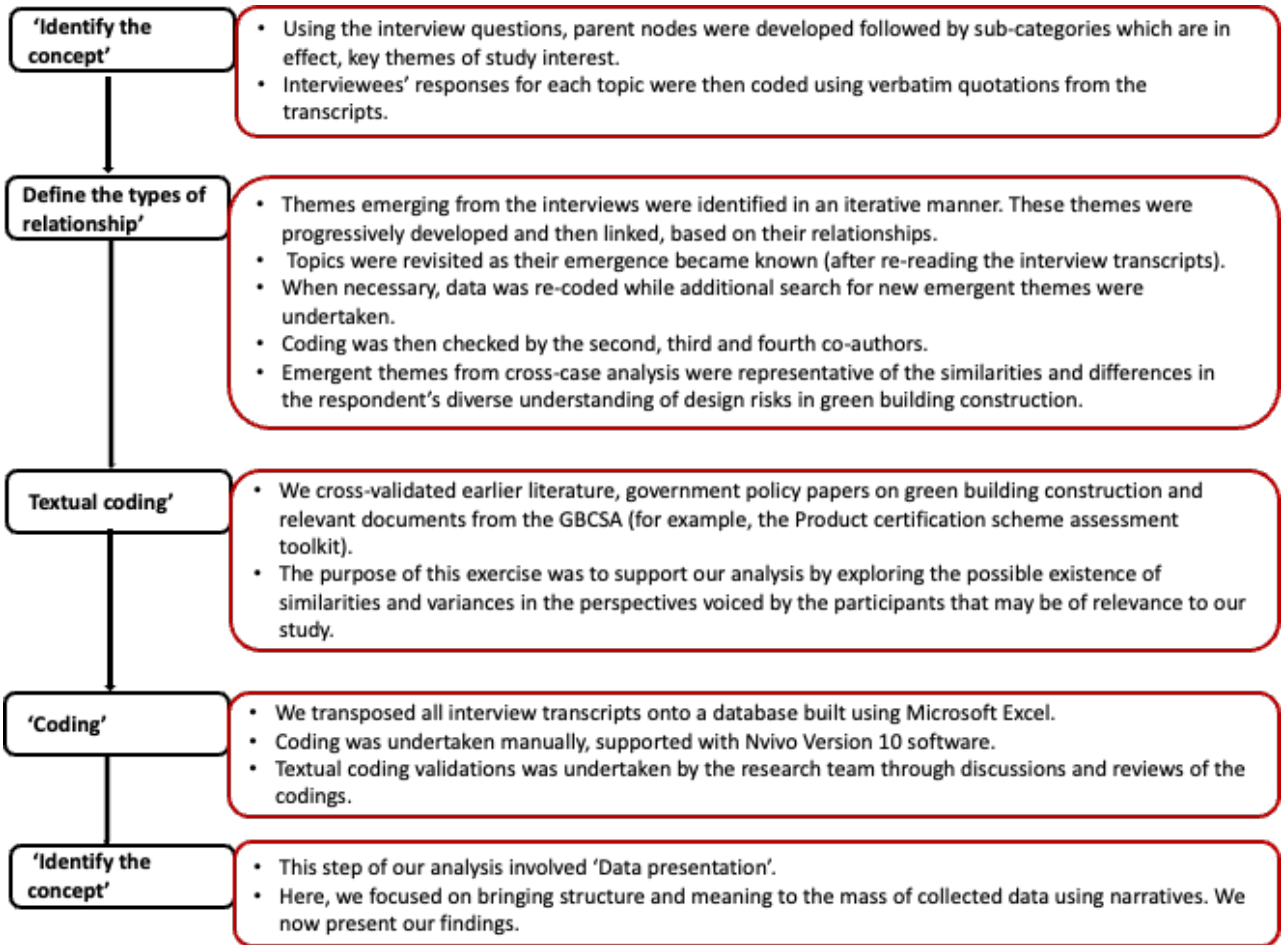 ‘Identify the
concept’
• Using the interview questions, parent nodes were developed followed by sub-categories which are in
effect, key themes of study interest.
• Interviewees’ responses for each topic were then coded using verbatim quotations from the
transcripts.
Define the types of
relationship’
• Themes emerging from the interviews were identified in an iterative manner. These themes were
progressively developed and then linked, based on their relationships.
• Topics were revisited as their emergence became known (after re-reading the interview transcripts).
• When necessary, data was re-coded while additional search for new emergent themes were
undertaken.
• Coding was then checked by the second, third and fourth co-authors.
• Emergent themes from cross-case analysis were representative of the similarities and differences in
the respondent’s diverse understanding of design risks in green building construction.
Textual coding’
• We cross-validated earlier literature, government policy papers on green building construction and
relevant documents from the GBCSA (for example, the Product certification scheme assessment
toolkit).
• The purpose of this exercise was to support our analysis by exploring the possible existence of
similarities and variances in the perspectives voiced by the participants that may be of relevance to our
study.
‘Coding’
• We transposed all interview transcripts onto a database built using Microsoft Excel.
• Coding was undertaken manually, supported with Nvivo Version 10 software.
• Textual coding validations was undertaken by the research team through discussions and reviews of the
codings.
‘Identify the
concept’
• This step of our analysis involved ‘Data presentation’.
• Here, we focused on bringing structure and meaning to the mass of collected data using narratives. We
now present our findings.